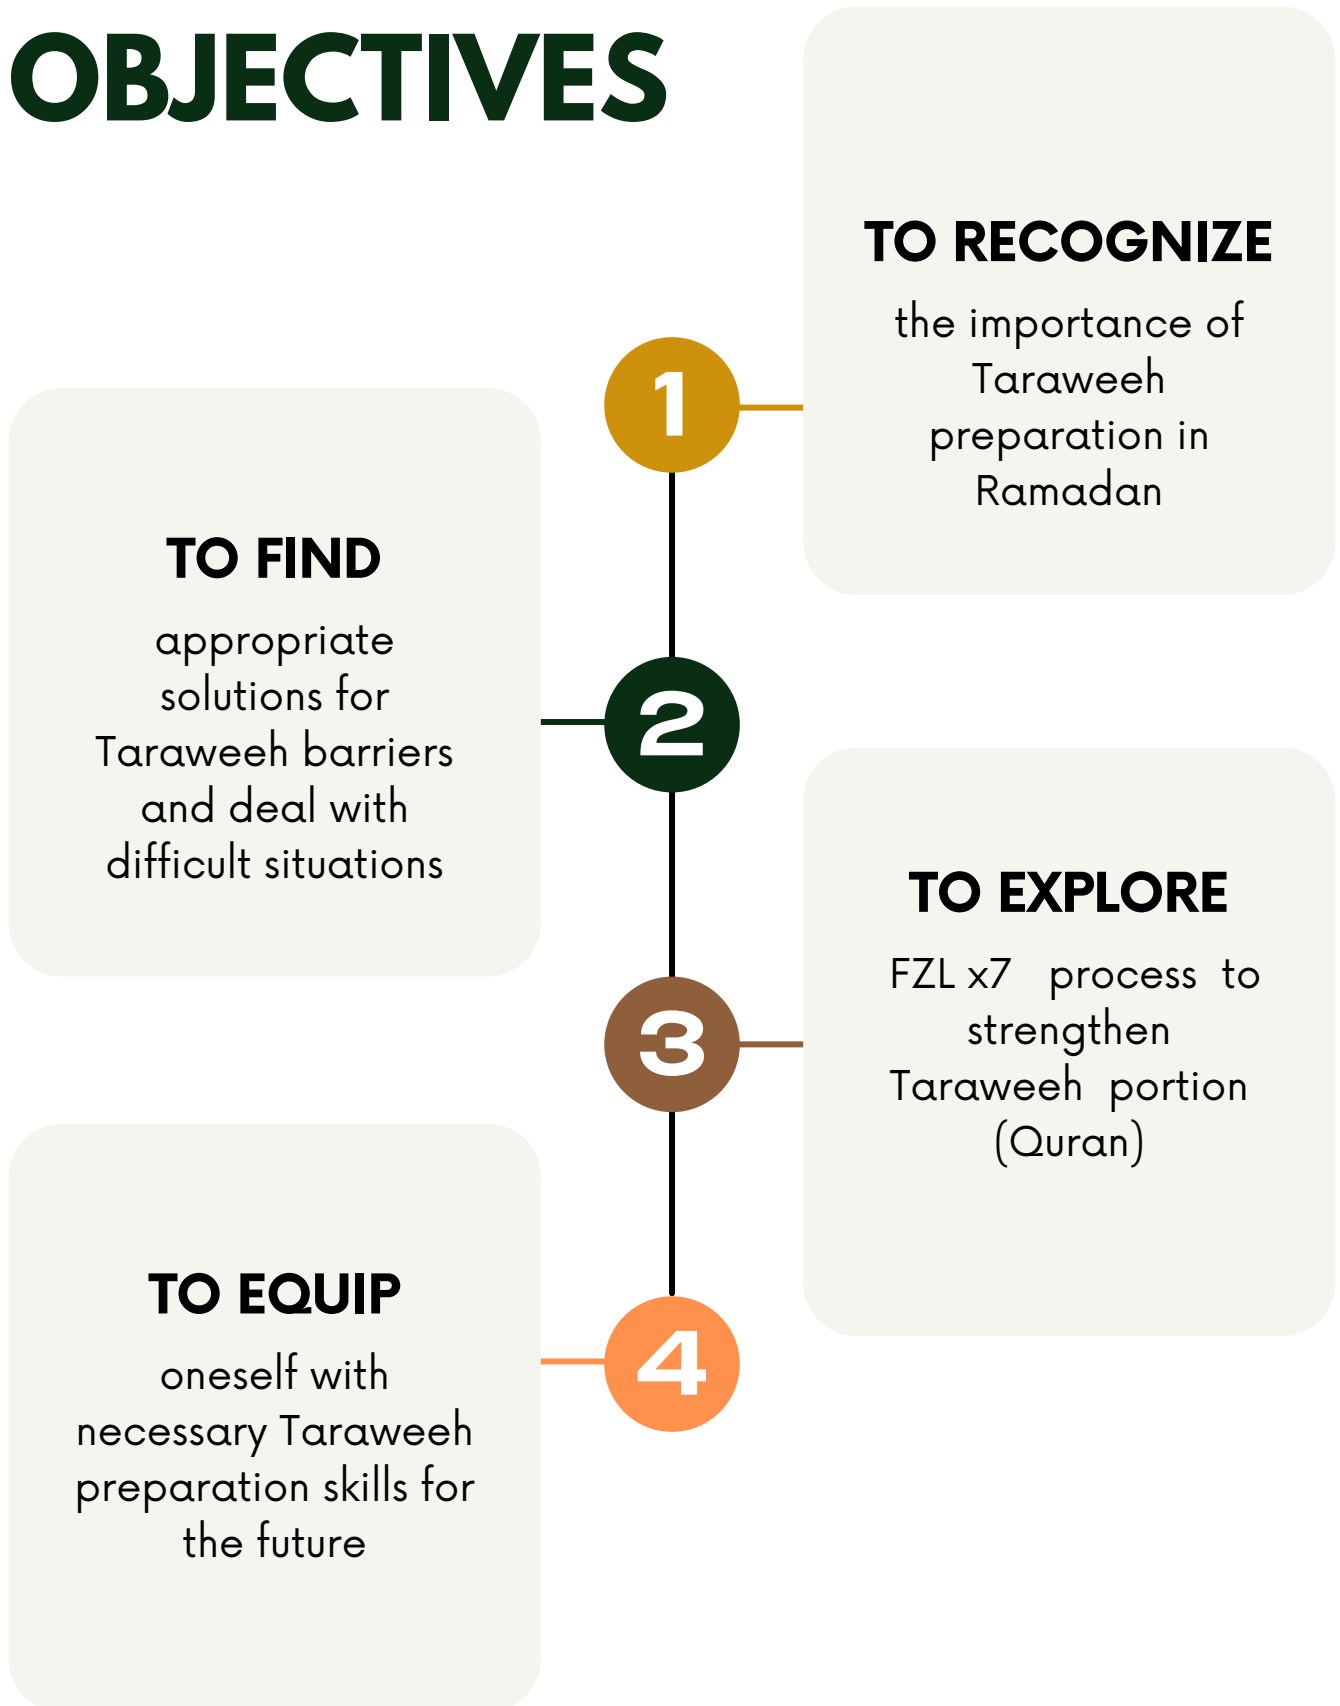 OBJECTIVES
1
TO RECOGNIZE
the importance of
Taraweeh
preparation in
Ramadan
2
TO FIND
appropriate
solutions for
Taraweeh barriers
and deal with
difficult situations
3
TO EXPLORE
FZL x7 process to
strengthen
Taraweeh portion
(Quran)
4
TO EQUIP
oneself with
necessary Taraweeh
preparation skills for
the future